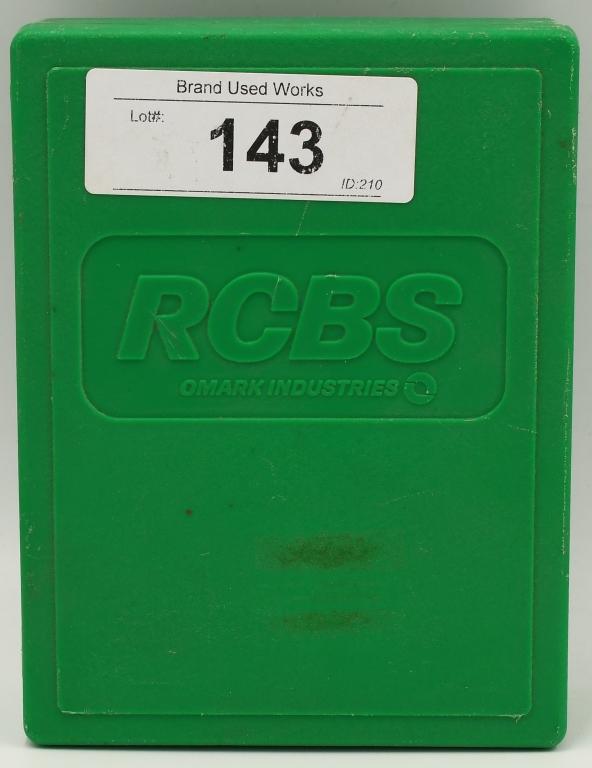 Brand Used Works
Lot#:
143
ID:210
RCBS
OMARK INDUSTRIES